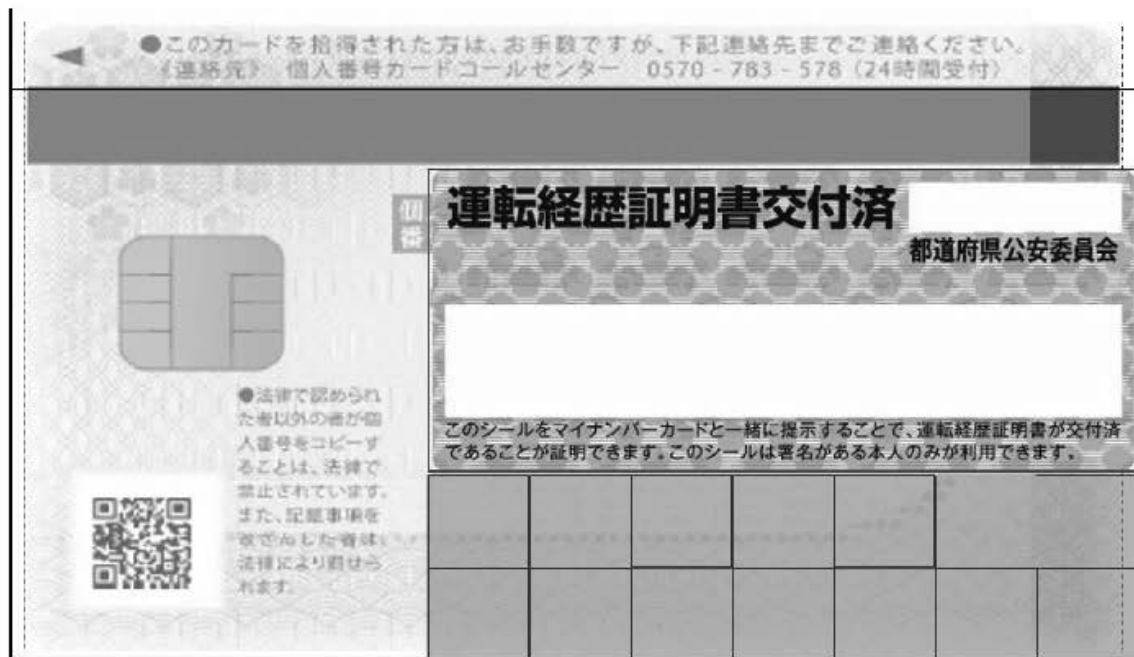 ●このカードを拾得された方は、お手数ですが、下記連絡先までご連絡ください。
《連絡先》 個人番号カードコールセンター 0570-783-578（24時間受付）
個
番
運転経歴証明書交付済
都道府県公安委員会
このシールをマイナンバーカードと一緒に提示することで、運転経歴証明書が交付済
であることが証明できます。このシールは署名がある本人のみが利用できます。
●法律で認められ
た者以外の者が個
人番号をコピーす
ることは、法律で
禁止されています。
また、記載事項を
改ざんした者は、
法律により罰せら
れます。